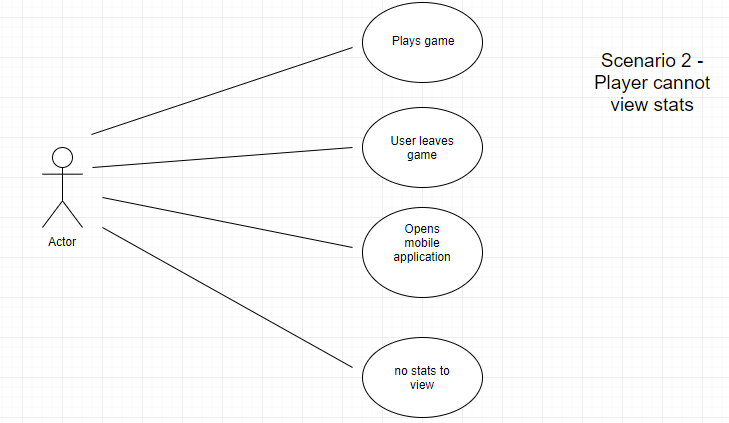 Plays game
Scenario 2 -
Player cannot
view stats
User leaves
game
Actor
Opens
mobile
application
no stats to
view